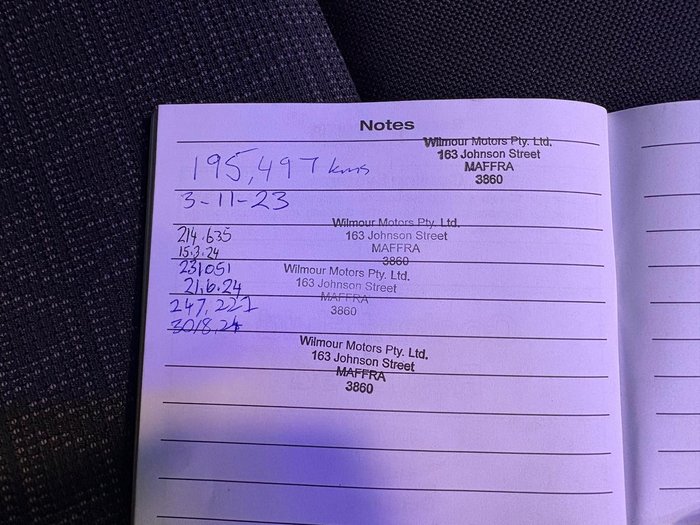 Notes
195,497 kms
Wilmour Motors Pty. Ltd.
163 Johnson Street
MAFFRA
3860
3-11-23
214.635
15.3.24
Wilmour Motors Pty. Ltd.
163 Johnson Street
MAFFRA
3860
231051
21.6.24
Wilmour Motors Pty. Ltd.
163 Johnson Street
MAFFRA
3860
247,221
30/8.24
Wilmour Motors Pty. Ltd.
163 Johnson Street
MAFFRA
3860